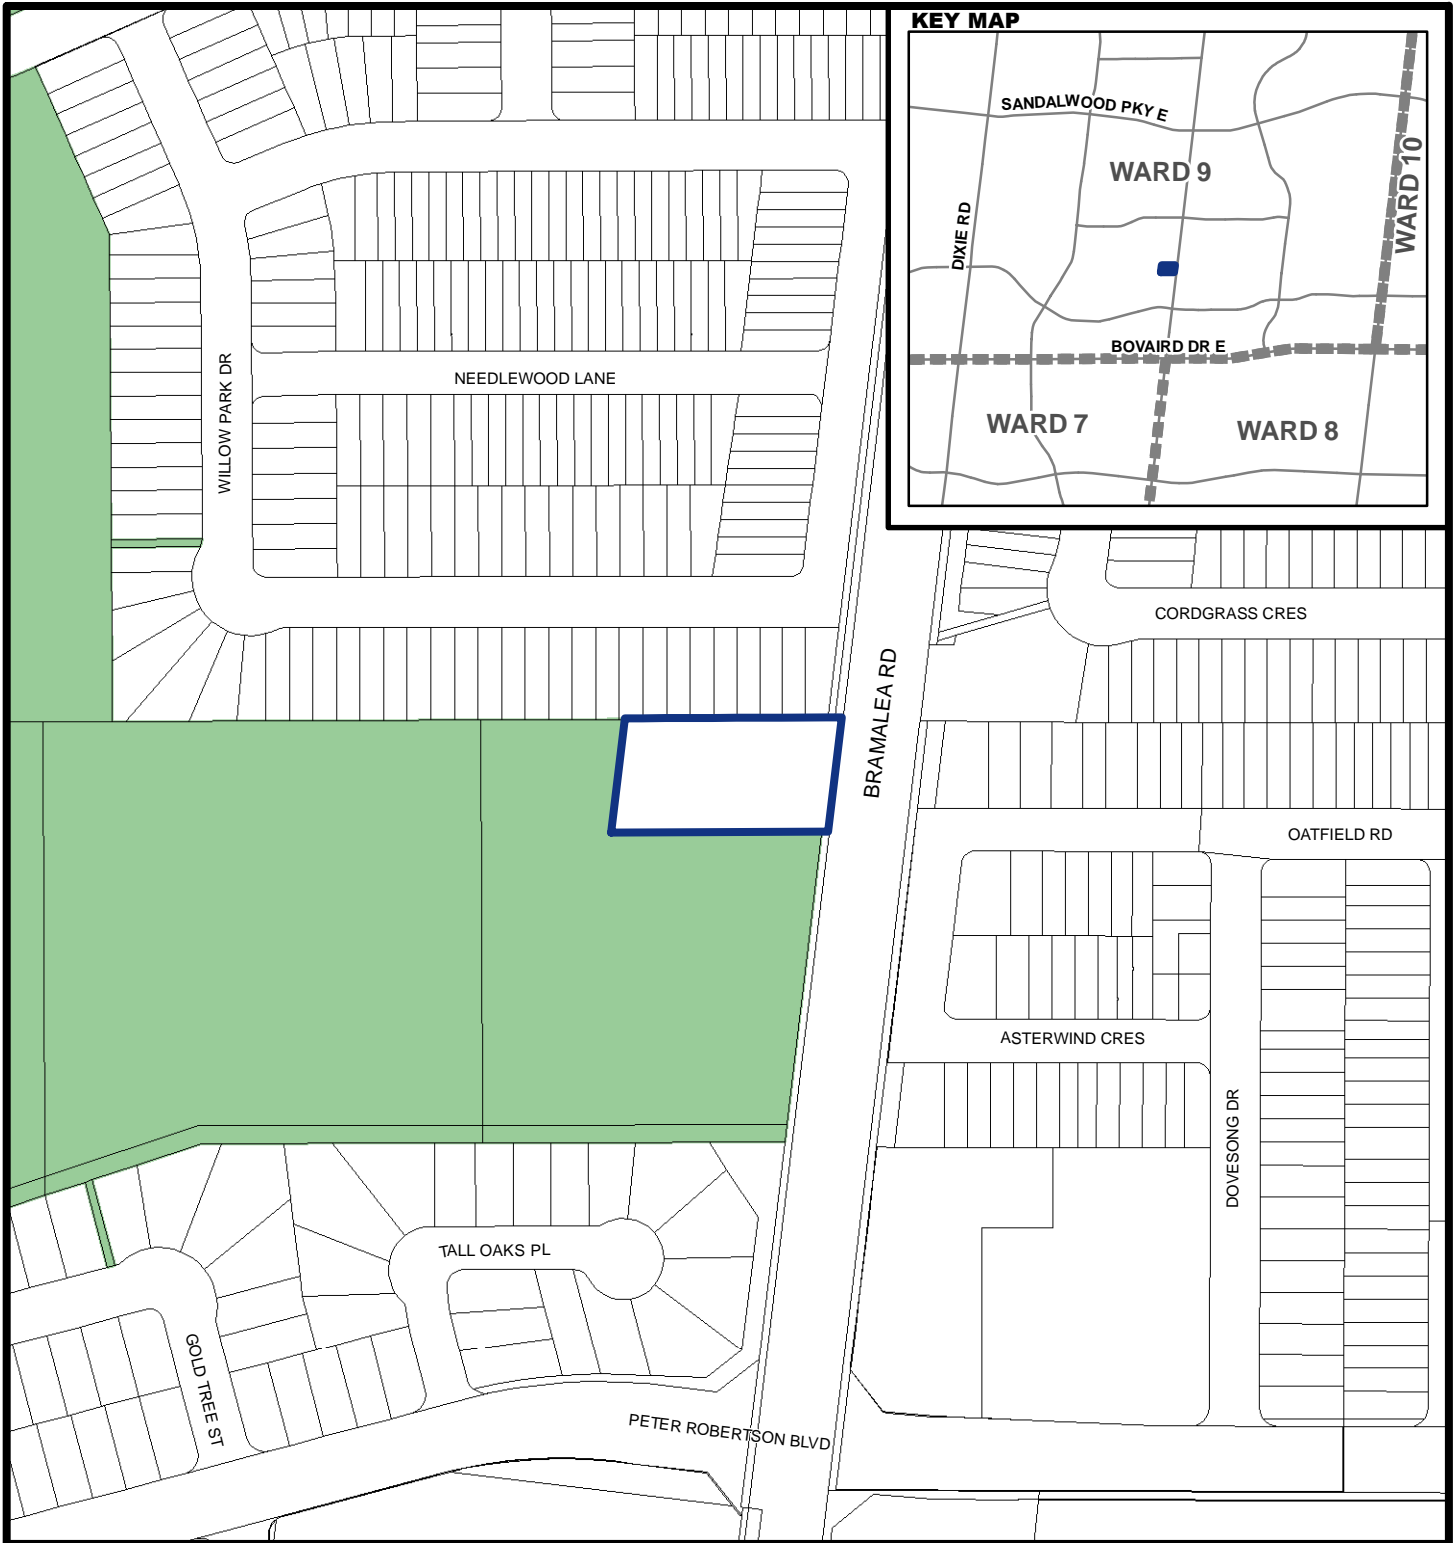 KEY MAP
SANDALWOOD PKY E
WARD 9
WARD 10
DIXIE RD
BOVAIRD DR E
WARD 7
WARD 8
WILLOW PARK DR
NEEDLEWOOD LANE
CORDGRASS CRES
BRAMALEA RD
OATFIELD RD
ASTERWIND CRES
DOVESONG DR
TALL OAKS PL
GOLD TREE ST
PETER ROBERTSON BLVD